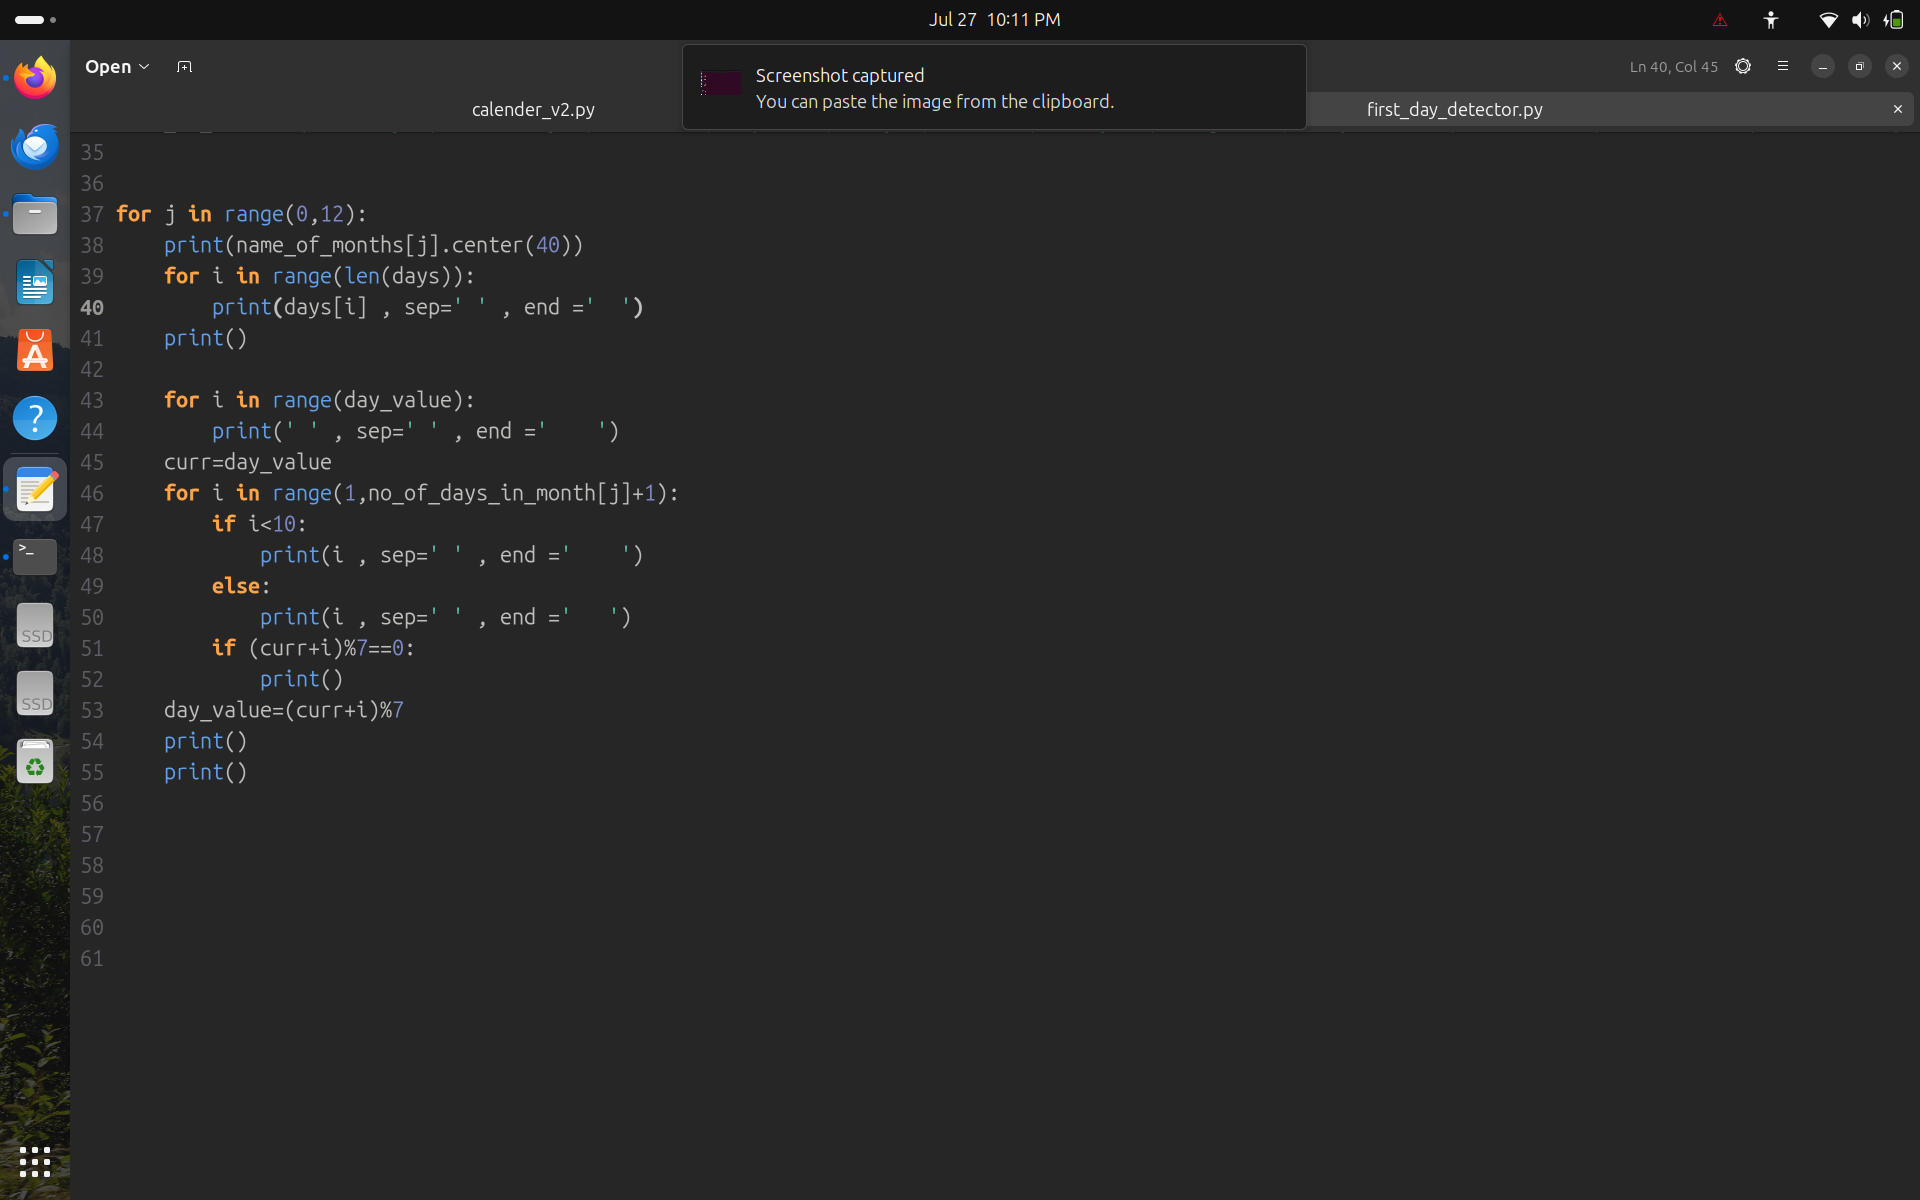 Jul 27 10:11 PM
Open
Screenshot captured
You can paste the image from the clipboard.
Ln 40, Col 45
calender_v2.py
first_day_detector.py
35
36
37 for j in range(0,12):
38     print(name_of_months[j].center(40))
39     for i in range(len(days)):
40         print(days[i] , sep=' ' , end ='  ')
41     print()
42
43     for i in range(day_value):
44         print(' ' , sep=' ' , end ='    ')
45     curr=day_value
46     for i in range(1,no_of_days_in_month[j]+1):
47         if i<10:
48             print(i , sep=' ' , end ='    ')
49         else:
50             print(i , sep=' ' , end ='   ')
51         if (curr+i)%7==0:
52             print()
53     day_value=(curr+i)%7
54     print()
55     print()
56
57
58
59
60
61
>_
SSD
SSD